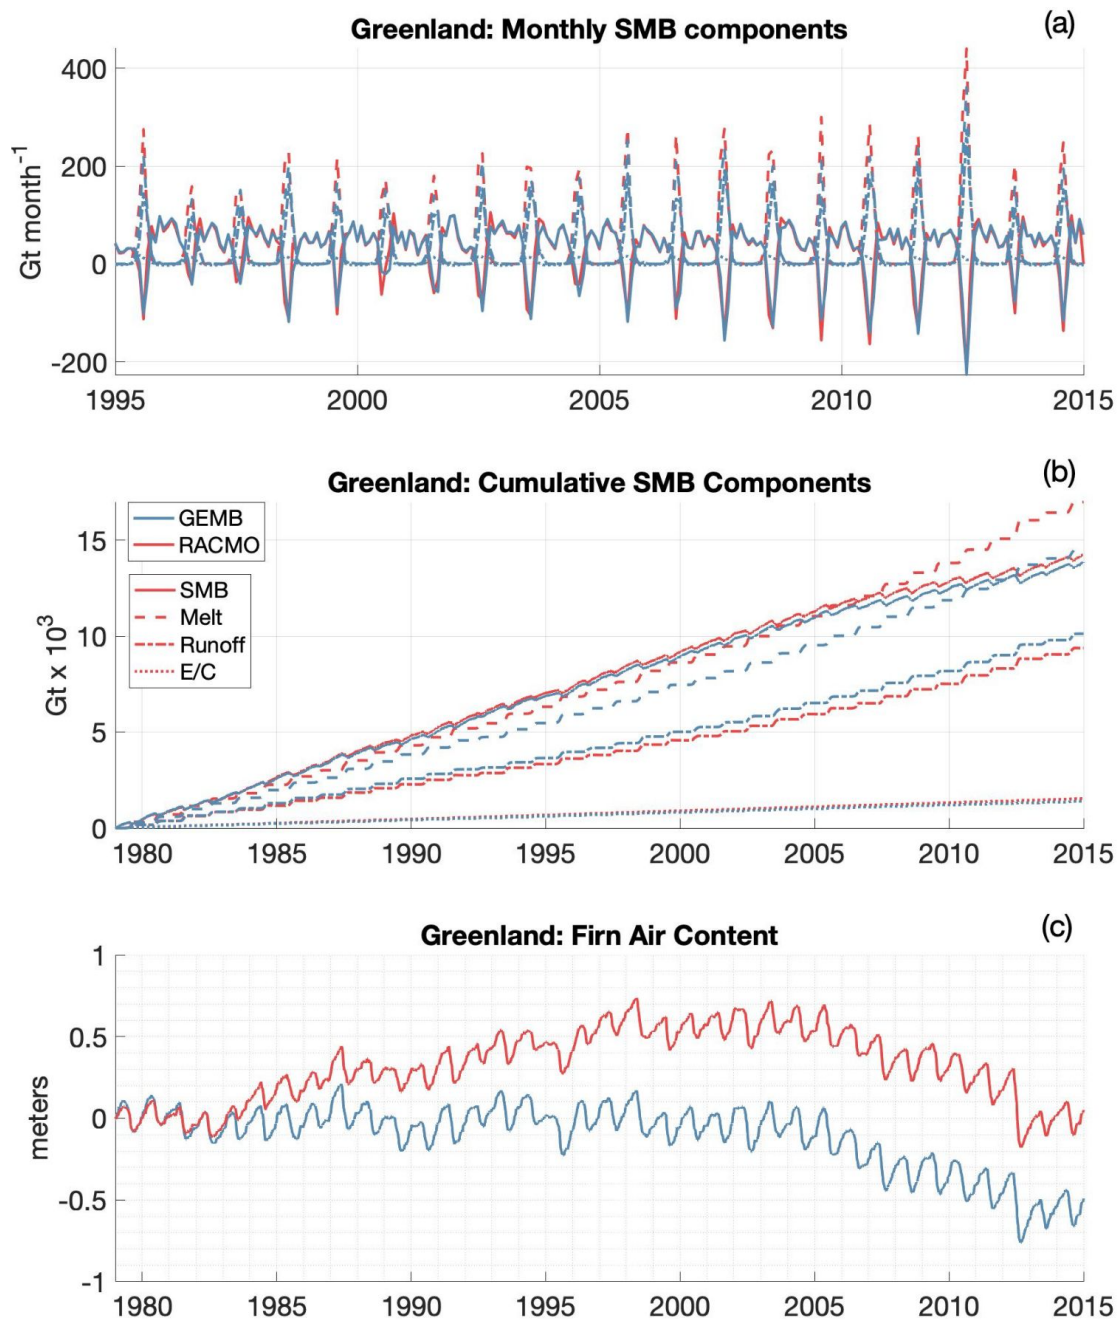 Greenland: Monthly SMB components
(a)
Gt month⁻¹
400
200
0
-200
1995
2000
2005
2010
2015
Greenland: Cumulative SMB Components
(b)
Gt x 10³
15
10
5
0
GEMB
RACMO
SMB
Melt
Runoff
E/C
1980
1985
1990
1995
2000
2005
2010
2015
Greenland: Firn Air Content
(c)
meters
1
0.5
0
-0.5
-1
1980
1985
1990
1995
2000
2005
2010
2015